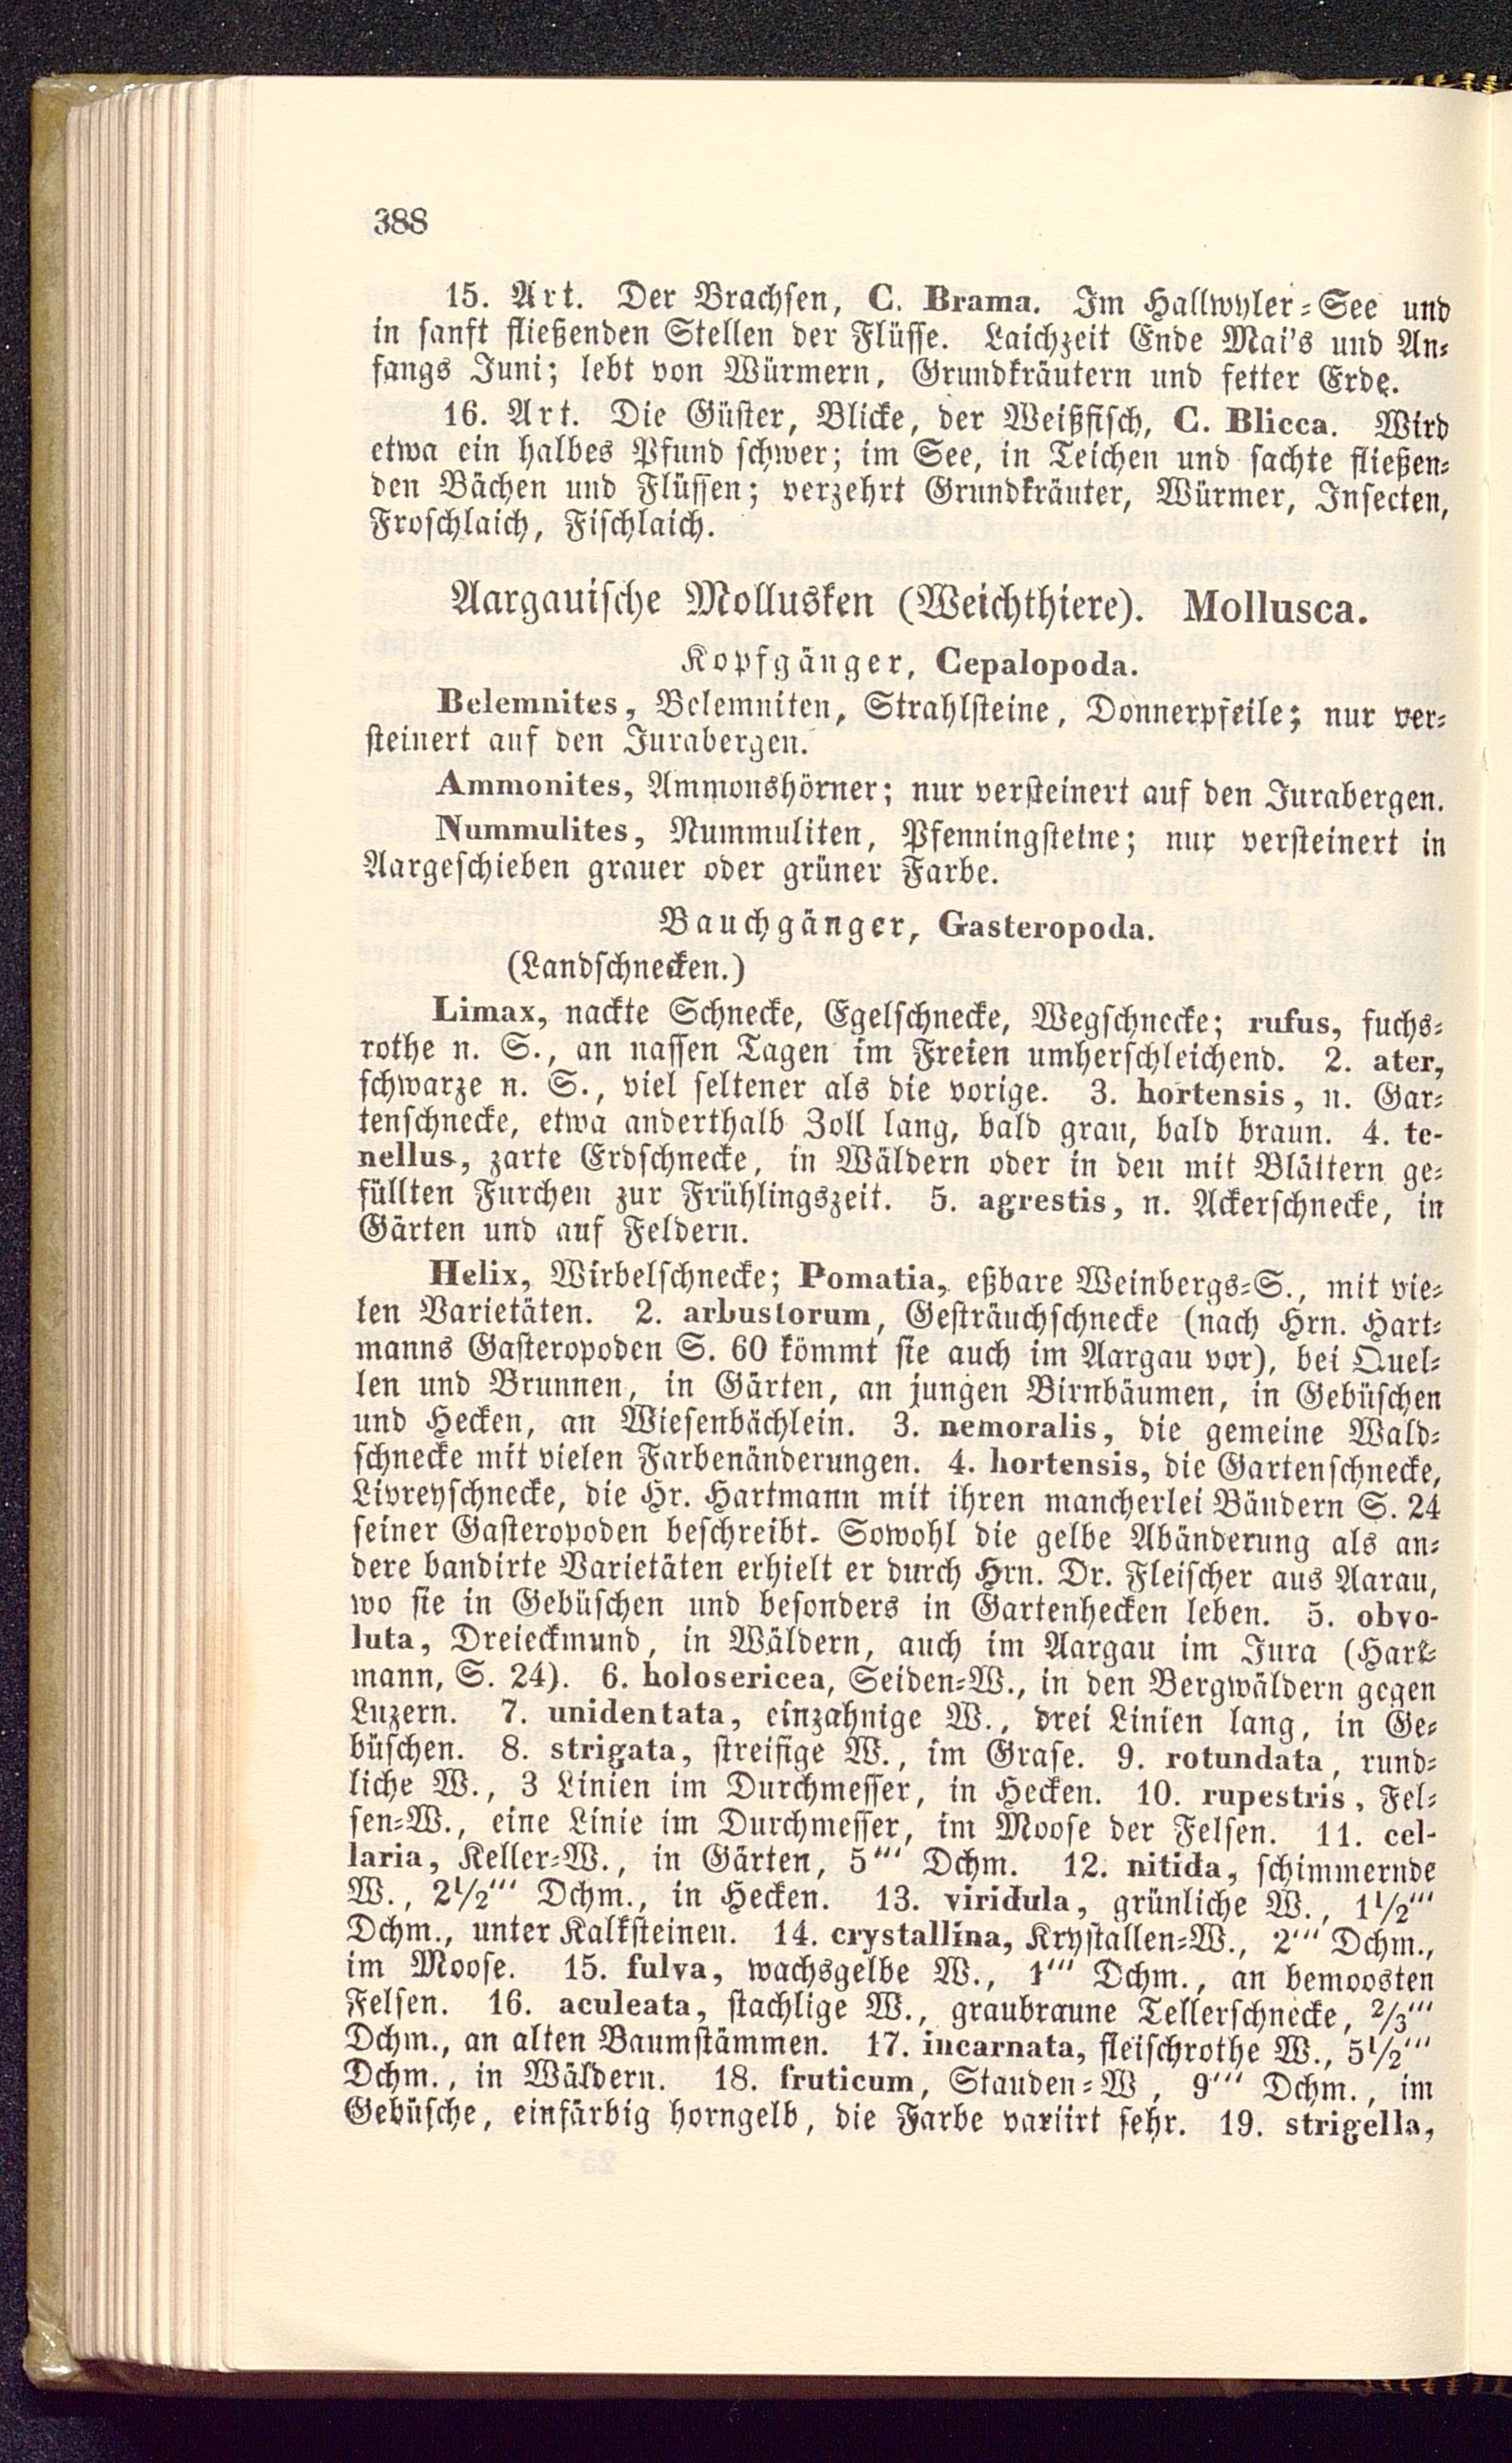 388
15. Art. Der Brachsen, C. Brama. Im Hallwyler-See und
in sanft fließenden Stellen der Flüsse. Laichzeit Ende Mai's und An-
fangs Juni; lebt von Würmern, Grundkräutern und fetter Erde.
16. Art. Die Güster, Blicke, der Weißfisch, C. Blicca. Wird
etwa ein halbes Pfund schwer; im See, in Teichen und sachte fließen-
den Bächen und Flüssen; verzehrt Grundkräuter, Würmer, Insecten,
Froschlaich, Fischlaich.
Aargauische Mollusken (Weichthiere). Mollusca.
Kopfgänger, Cepalopoda.
Belemnites, Belemniten, Strahlsteine, Donnerpfeile; nur ver-
steinert auf den Jurabergen.
Ammonites, Ammonshörner; nur versteinert auf den Jurabergen.
Nummulites, Nummuliten, Pfenningsteine; nur versteinert in
Aargeschieben grauer oder grüner Farbe.
Bauchgänger, Gasteropoda.
(Landschnecken.)
Limax, nackte Schnecke, Egelschnecke, Wegschnecke; rufus, fuchs-
rothe n. S., an nassen Tagen im Freien umherschleichend. 2. ater,
schwarze n. S., viel seltener als die vorige. 3. hortensis, n. Gar-
tenschnecke, etwa anderthalb Zoll lang, bald grau, bald braun. 4. te-
nellus, zarte Erdschnecke, in Wäldern oder in den mit Blättern ge-
füllten Furchen zur Frühlingszeit. 5. agrestis, n. Ackerschnecke, in
Gärten und auf Feldern.
Helix, Wirbelschnecke; Pomatia, eßbare Weinbergs-S., mit vie-
len Varietäten. 2. arbustorum, Gesträuchschnecke (nach Hrn. Hart-
manns Gasteropoden S. 60 kömmt sie auch im Aargau vor), bei Quel-
len und Brunnen, in Gärten, an jungen Birnbäumen, in Gebüschen
und Hecken, an Wiesenbächlein. 3. nemoralis, die gemeine Wald-
schnecke mit vielen Farbenänderungen. 4. hortensis, die Gartenschnecke,
Livreyschnecke, die Hr. Hartmann mit ihren mancherlei Bändern S. 24
seiner Gasteropoden beschreibt. Sowohl die gelbe Abänderung als an-
dere bandirte Varietäten erhielt er durch Hrn. Dr. Fleischer aus Aarau,
wo sie in Gebüschen und besonders in Gartenhecken leben. 5. obvo-
luta, Dreieckmund, in Wäldern, auch im Aargau im Jura (Hart-
mann, S. 24). 6. holosericea, Seiden-W., in den Bergwäldern gegen
Luzern. 7. unidentata, einzahnige W., drei Linien lang, in Ge-
büschen. 8. strigata, streifige W., im Grase. 9. rotundata, rund-
liche W., 3 Linien im Durchmesser, in Hecken. 10. rupestris, Fel-
sen-W., eine Linie im Durchmesser, im Moose der Felsen. 11. cel-
laria, Keller-W., in Gärten, 5''' Dchm. 12. nitida, schimmernde
W., 2½''' Dchm., in Hecken. 13. viridula, grünliche W., 1½'''
Dchm., unter Kalksteinen. 14. crystallina, Krystallen-W., 2''' Dchm.,
im Moose. 15. fulva, wachsgelbe W., 1''' Dchm., an bemoosten
Felsen. 16. aculeata, stachlige W., graubraune Tellerschnecke, ⅔'''
Dchm., an alten Baumstämmen. 17. incarnata, fleischrothe W., 5½'''
Dchm., in Wäldern. 18. fruticum, Stauden-W , 9''' Dchm., im
Gebüsche, einfärbig horngelb, die Farbe variirt sehr. 19. strigella,